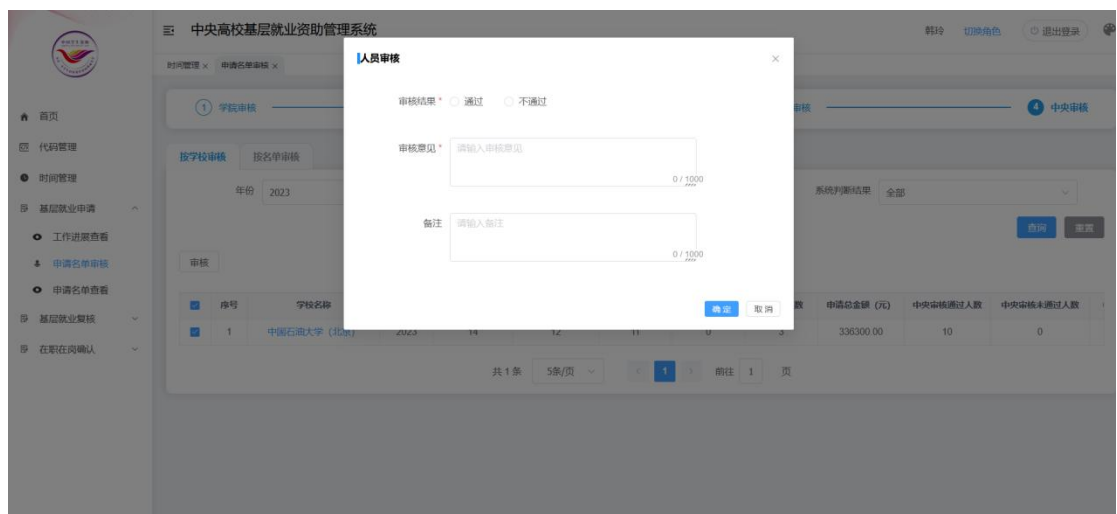 中央高校基层就业资助管理系统
韩玲 切换角色 退出登录
时间管理 × 申请名单审核 ×
人员审核 ×
首页
代码管理
时间管理
基层就业申请
工作进展查看
申请名单审核
申请名单查看
基层就业复核
在职在岗确认
1 学院审核
审核
4 中央审核
按学校审核 按名单审核
年份 2023
系统判断结果 全部
查询 重置
审核
审核结果 * 通过 不通过
审核意见 * 请输入审核意见
0 / 1000
备注 请输入备注
0 / 1000
确定 取消
序号 学校名称 数 申请总金额（元） 中央审核通过人数 中央审核未通过人数
1 中国石油大学（北京） 2023 14 12 11 0 3 336300.00 10 0
共 1 条 5条/页 < 1 > 前往 1 页